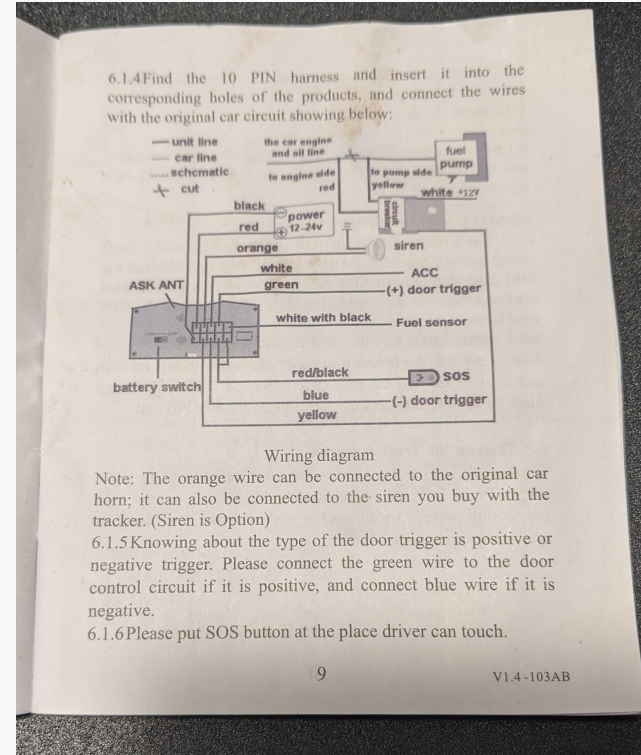 6.1.4Find the 10 PIN harness and insert it into the
corresponding holes of the products, and connect the wires
with the original car circuit showing below:
unit line
car line
schcmatic
cut
the car engine
and oil line
to engine side
red
to pump side
yellow
fuel
pump
white +12V
circuit
breaker
black
power
12-24v
red
orange
siren
white
ACC
green
(+) door trigger
ASK ANT
white with black
Fuel sensor
battery switch
red/black
SOS
blue
(-) door trigger
yellow
Wiring diagram
Note: The orange wire can be connected to the original car
horn; it can also be connected to the siren you buy with the
tracker. (Siren is Option)
6.1.5Knowing about the type of the door trigger is positive or
negative trigger. Please connect the green wire to the door
control circuit if it is positive, and connect blue wire if it is
negative.
6.1.6Please put SOS button at the place driver can touch.
9
V1.4-103AB